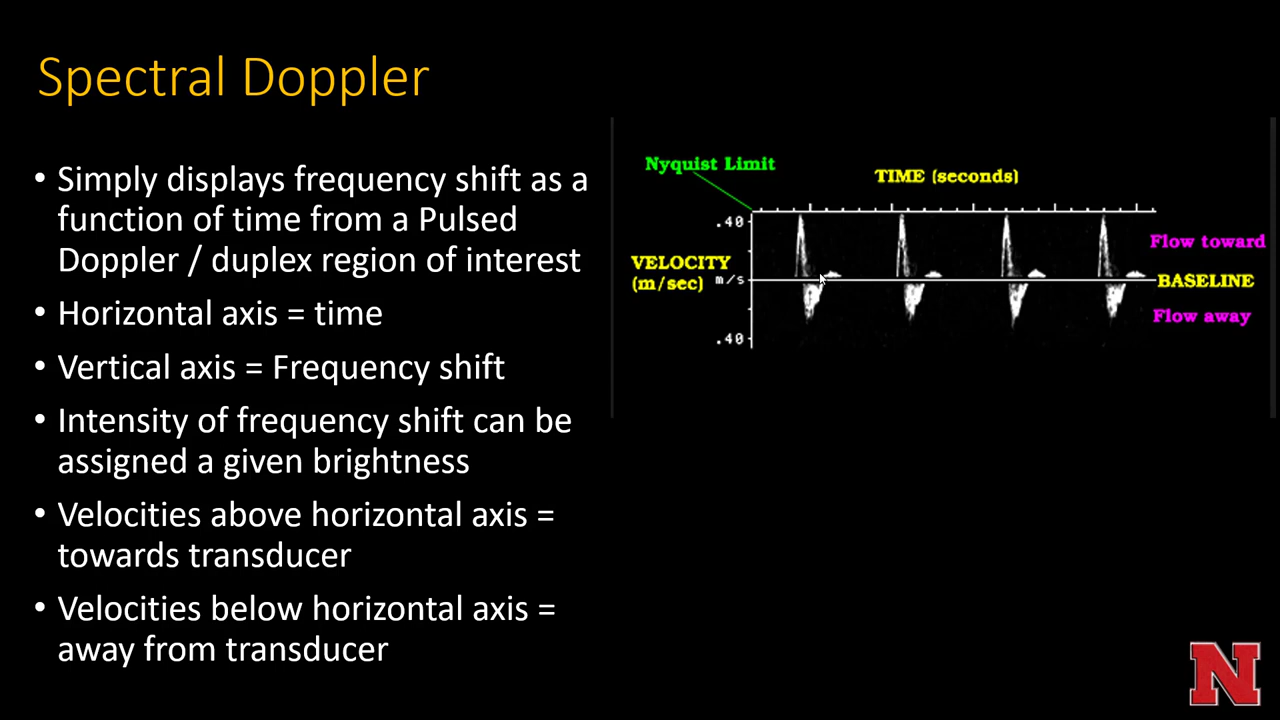 Spectral Doppler
• Simply displays frequency shift as a
function of time from a Pulsed
Doppler / duplex region of interest
• Horizontal axis = time
• Vertical axis = Frequency shift
• Intensity of frequency shift can be
assigned a given brightness
• Velocities above horizontal axis =
towards transducer
• Velocities below horizontal axis =
away from transducer
Nyquist Limit
TIME (seconds)
.40
Flow toward
VELOCITY
(m/sec)
m/s
BASELINE
Flow away
.40
N